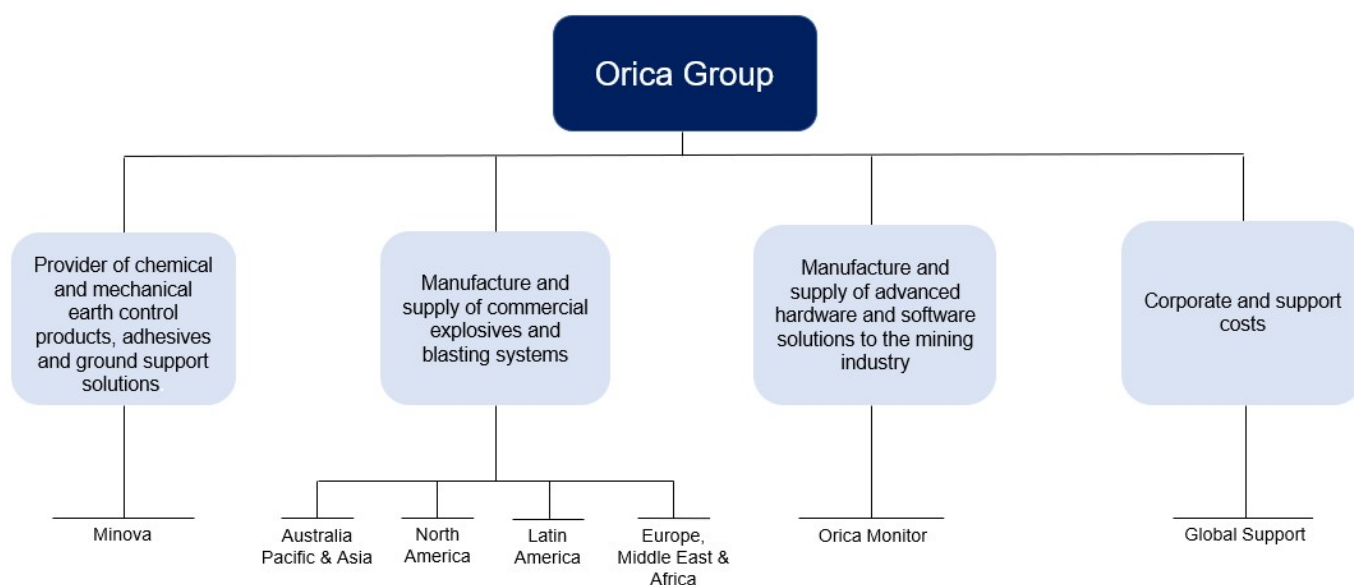 Orica Group
Provider of chemical
and mechanical
earth control
products, adhesives
and ground support
solutions
Manufacture and
supply of commercial
explosives and
blasting systems
Manufacture and
supply of advanced
hardware and software
solutions to the mining
industry
Corporate and support
costs
Minova
Australia
Pacific & Asia
North
America
Latin
America
Europe,
Middle East &
Africa
Orica Monitor
Global Support